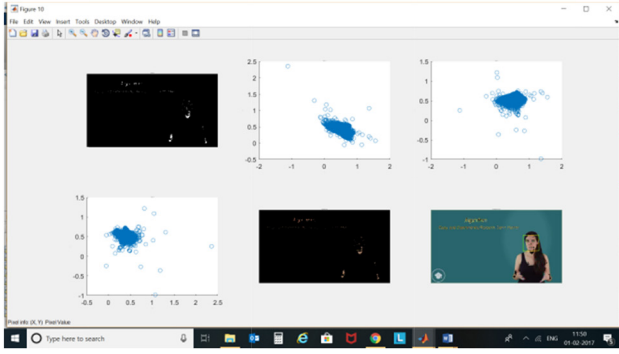 Figure 10
File Edit View Insert Tools Desktop Window Help
2.5
2
1.5
1
0.5
0
-0.5
-2 -1 0 1 2
1.5
1
0.5
0
-0.5
-1
-2 -1 0 1 2
1.5
1
0.5
0
-0.5
-1
-0.5 0 0.5 1 1.5 2 2.5
Pixel info: (X, Y) Pixel Value
Type here to search
ENG
11:50
01-02-2017